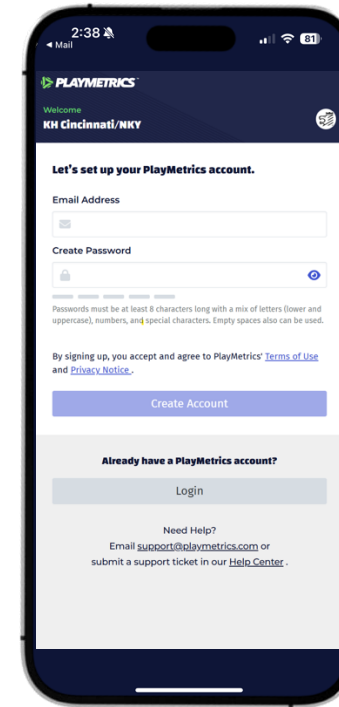 2:38
◀ Mail
81
PLAYMETRICS
Welcome
KH Cincinnati/NKY
Let's set up your PlayMetrics account.
Email Address
Create Password
Passwords must be at least 8 characters long with a mix of letters (lower and
uppercase), numbers, and special characters. Empty spaces also can be used.
By signing up, you accept and agree to PlayMetrics' Terms of Use
and Privacy Notice .
Create Account
Already have a PlayMetrics account?
Login
Need Help?
Email support@playmetrics.com or
submit a support ticket in our Help Center .